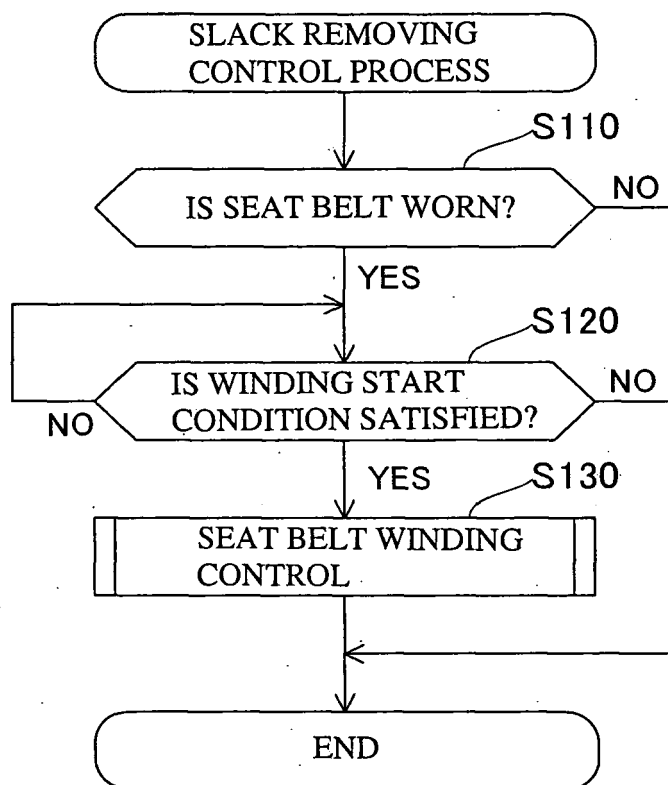 SLACK REMOVING
CONTROL PROCESS
S110
IS SEAT BELT WORN?
NO
YES
S120
IS WINDING START
CONDITION SATISFIED?
NO
NO
YES
S130
SEAT BELT WINDING
CONTROL
END